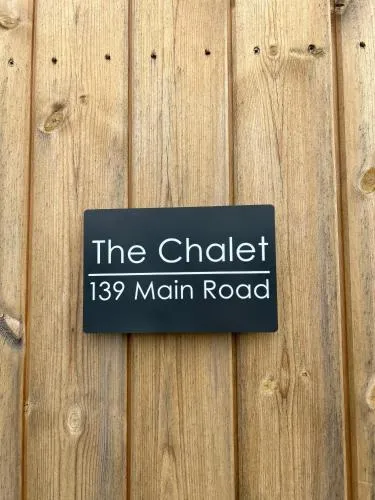 The Chalet
139 Main Road